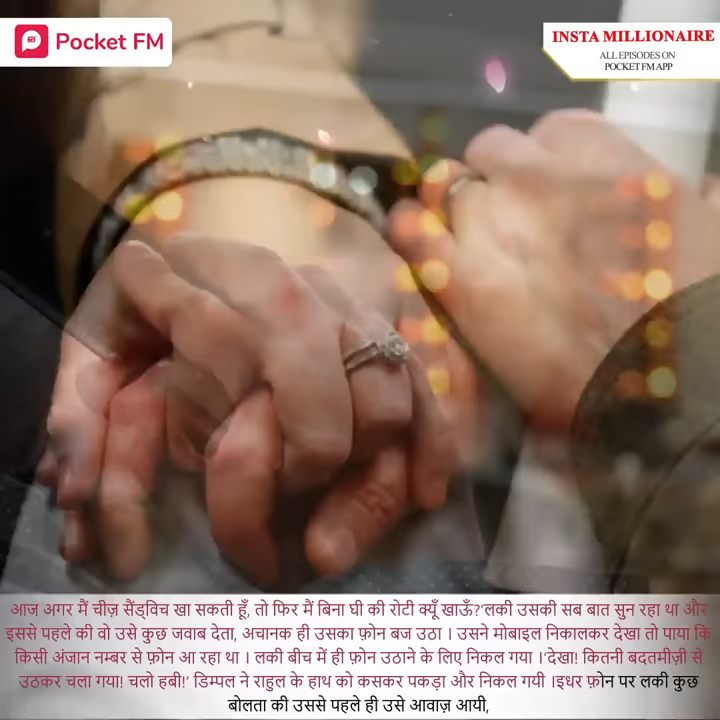 Pocket FM
INSTA MILLIONAIRE
ALL EPISODES ON
POCKET FM APP
आज अगर मैं चीज़ सैंड्विच खा सकती हूँ, तो फिर मैं बिना घी की रोटी क्यूँ खाऊँ?’लकी उसकी सब बात सुन रहा था और
इससे पहले की वो उसे कुछ जवाब देता, अचानक ही उसका फ़ोन बज उठा । उसने मोबाइल निकालकर देखा तो पाया कि
किसी अंजान नम्बर से फ़ोन आ रहा था । लकी बीच में ही फ़ोन उठाने के लिए निकल गया ।‘देखा! कितनी बदतमीज़ी से
उठकर चला गया! चलो हबी!’ डिम्पल ने राहुल के हाथ को कसकर पकड़ा और निकल गयी ।इधर फ़ोन पर लकी कुछ
बोलता की उससे पहले ही उसे आवाज़ आयी,